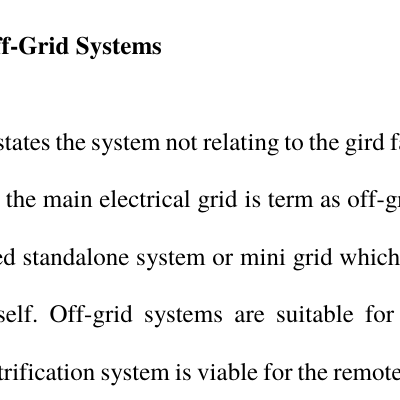 ff-Grid Systems
states the system not relating to the gird f
the main electrical grid is term as off-g
ed standalone system or mini grid which
self. Off-grid systems are suitable for
trification system is viable for the remote